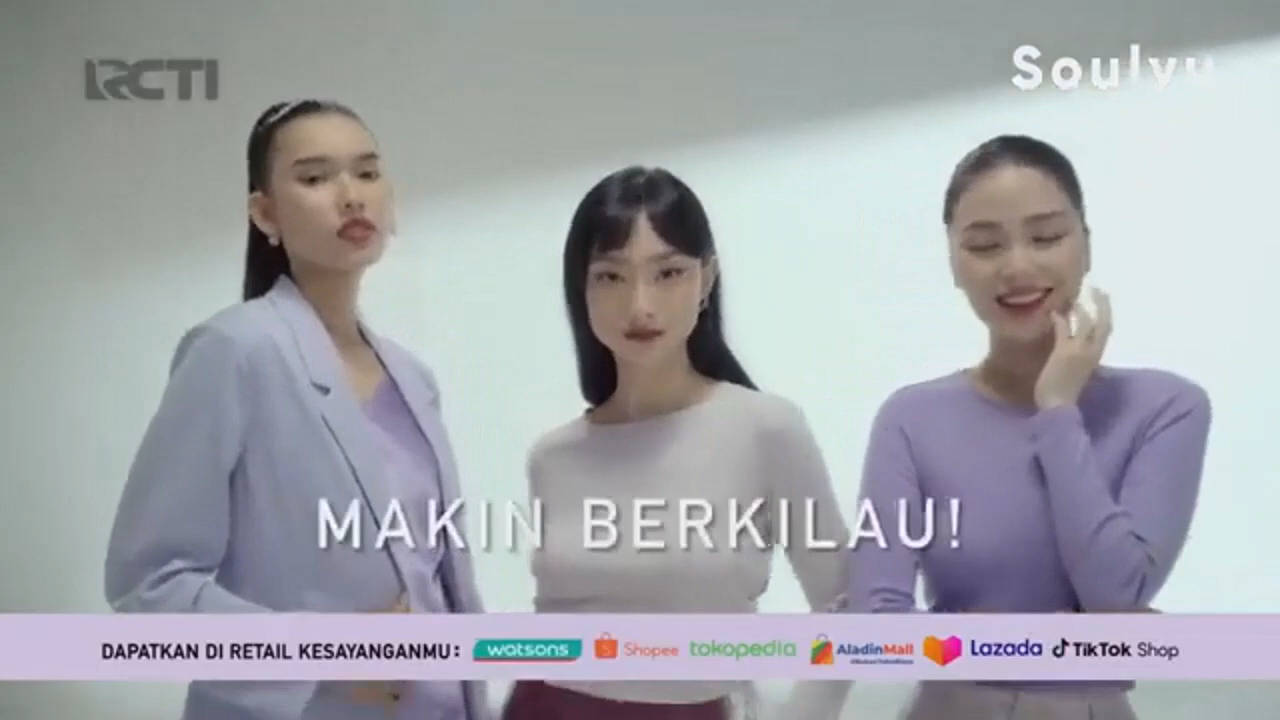 RCTI
Soulyu
MAKIN BERKILAU!
DAPATKAN DI RETAIL KESAYANGANMU: watsons Shopee tokopedia AladinMall Lazada TikTok Shop